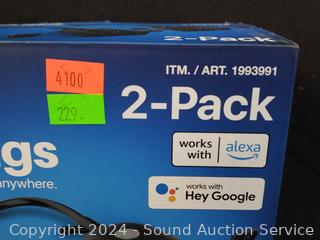 2-Pack
ITM. / ART. 1993991
4100
229.
2-Pack
works with alexa
gs
anywhere.
works with
Hey Google
Copyright 2024 - Sound Auction Service